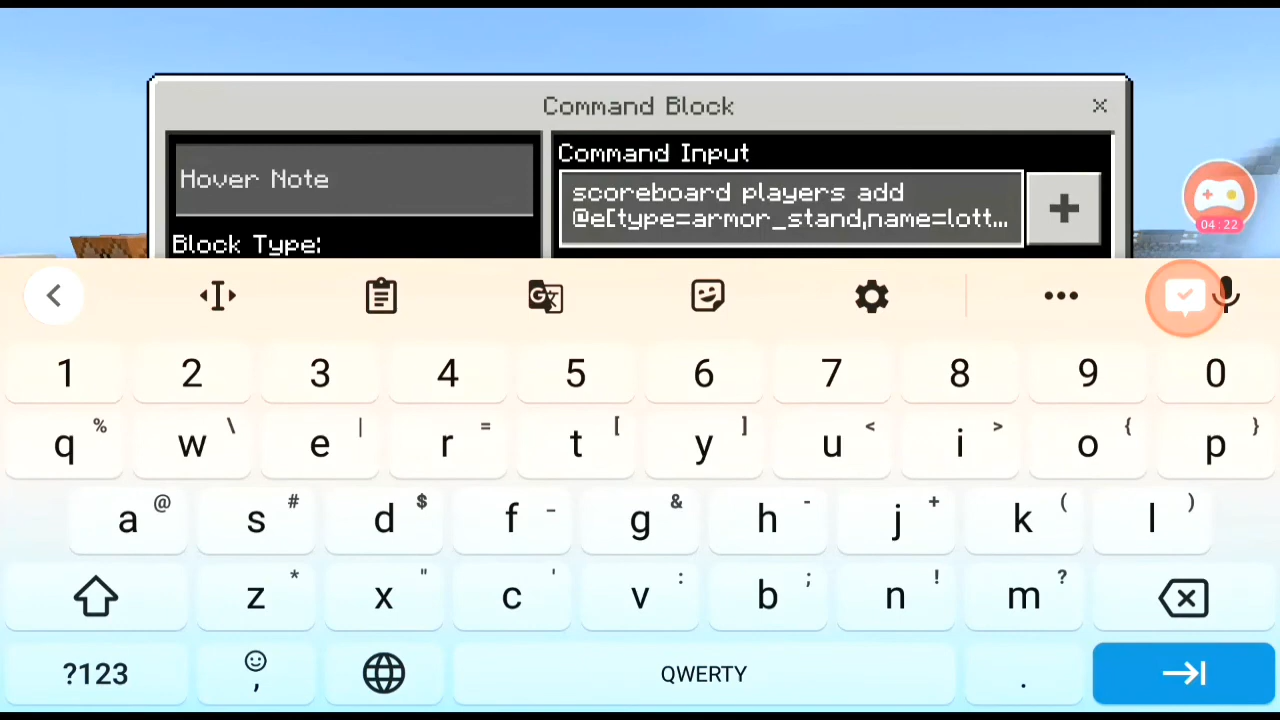 Command Block
Hover Note
Block Type:
Command Input
scoreboard players add
@e[type=armor_stand,name=lott...
04:22
1 2 3 4 5 6 7 8 9 0
q % w \ e | r = t [ y ] u < i > o { p }
a @ s # d $ f _ g & h - j + k ( l )
z * x " c ' v : b ; n ! m ?
?123 , QWERTY .